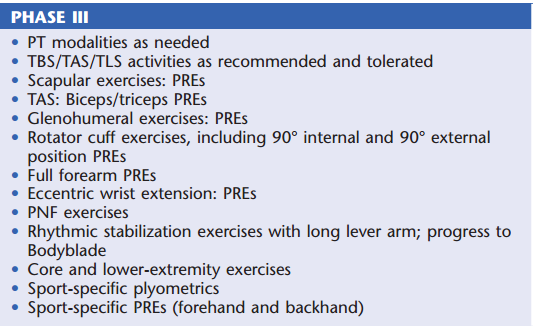 PHASE III
• PT modalities as needed
• TBS/TAS/TLS activities as recommended and tolerated
• Scapular exercises: PREs
• TAS: Biceps/triceps PREs
• Glenohumeral exercises: PREs
• Rotator cuff exercises, including 90° internal and 90° external
position PREs
• Full forearm PREs
• Eccentric wrist extension: PREs
• PNF exercises
• Rhythmic stabilization exercises with long lever arm; progress to
Bodyblade
• Core and lower-extremity exercises
• Sport-specific plyometrics
• Sport-specific PREs (forehand and backhand)